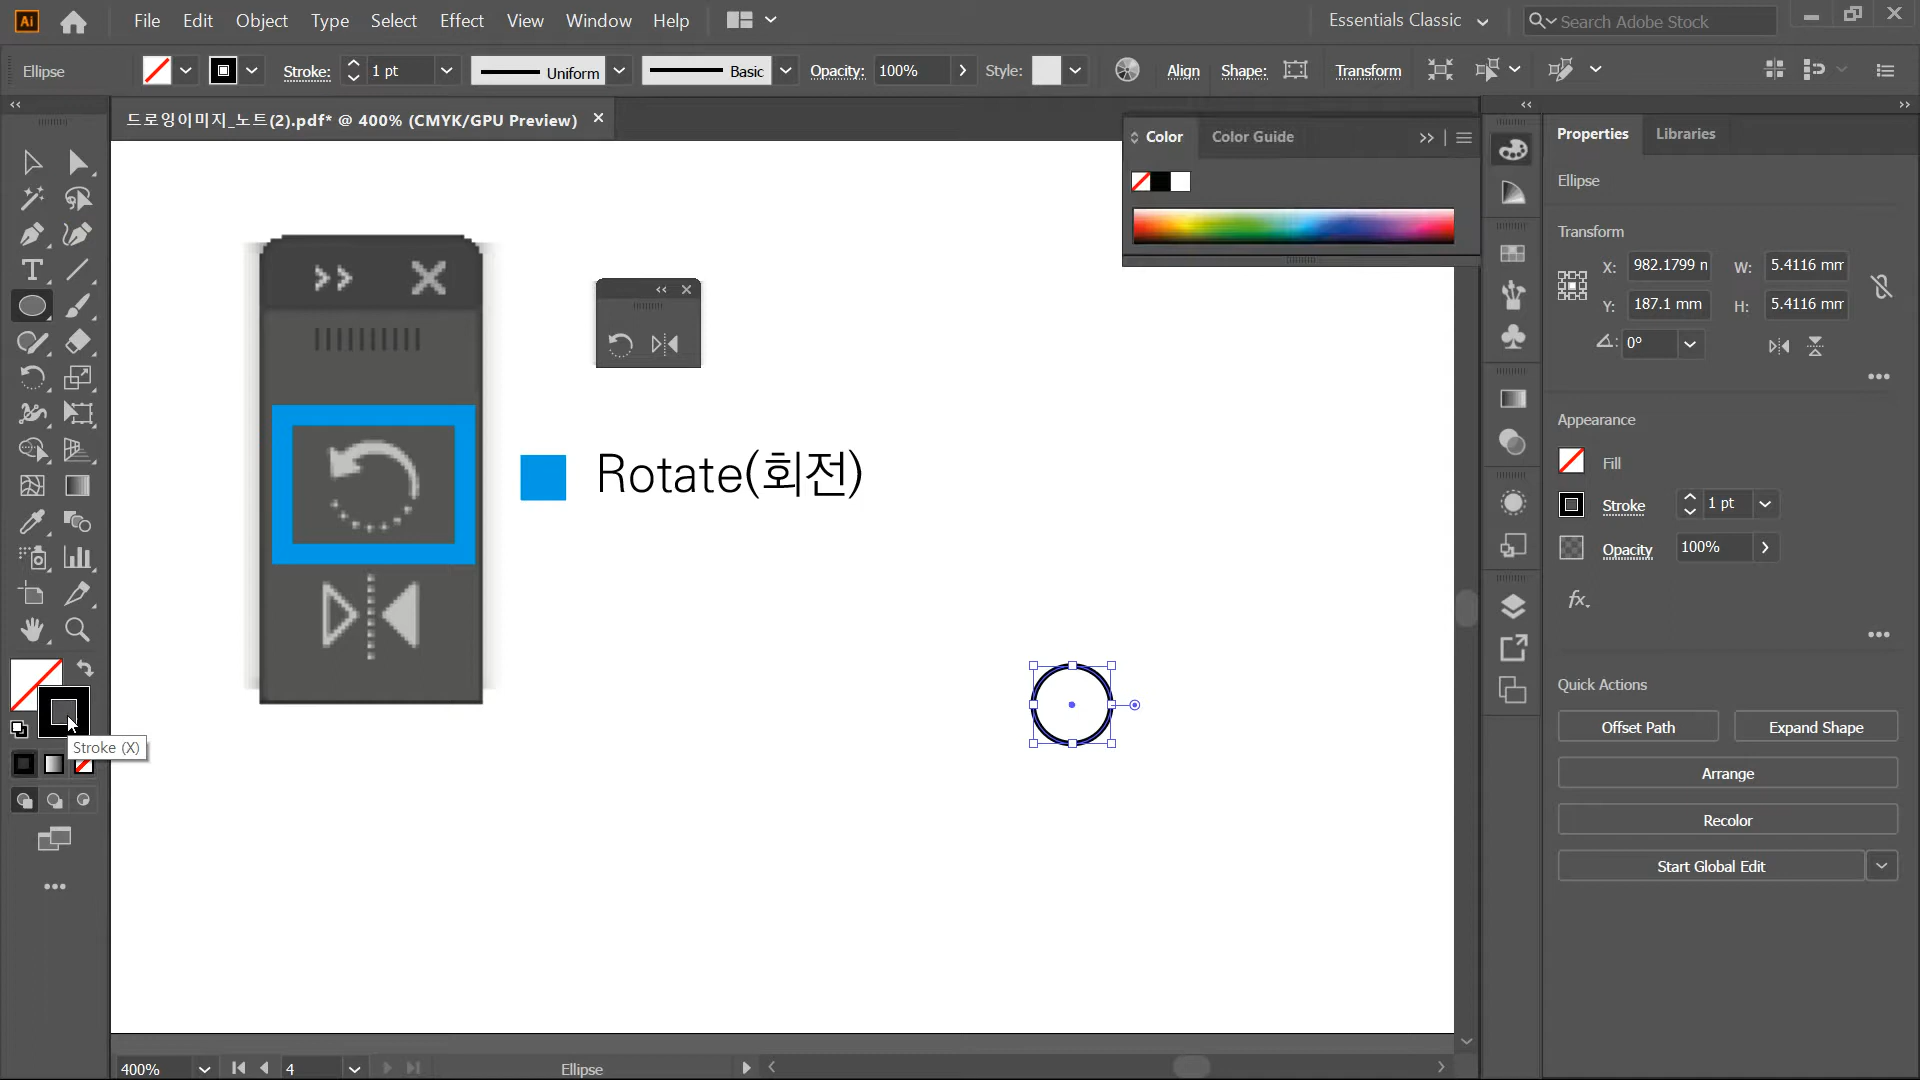 Ai File Edit Object Type Select Effect View Window Help Essentials Classic Search Adobe Stock
Ellipse Stroke: 1 pt Uniform Basic Opacity: 100% Style: Align Shape: Transform
드로잉이미지_노트(2).pdf* @ 400% (CMYK/GPU Preview)
Color Color Guide
Properties Libraries
Ellipse
Transform
X: 982.1799 W: 5.4116 mm
Y: 187.1 mm H: 5.4116 mm
0°
Appearance
Fill
Stroke 1 pt
Opacity 100%
fx
Quick Actions
Offset Path Expand Shape
Arrange
Recolor
Start Global Edit
Rotate(회전)
Stroke (X)
400% 4 Ellipse